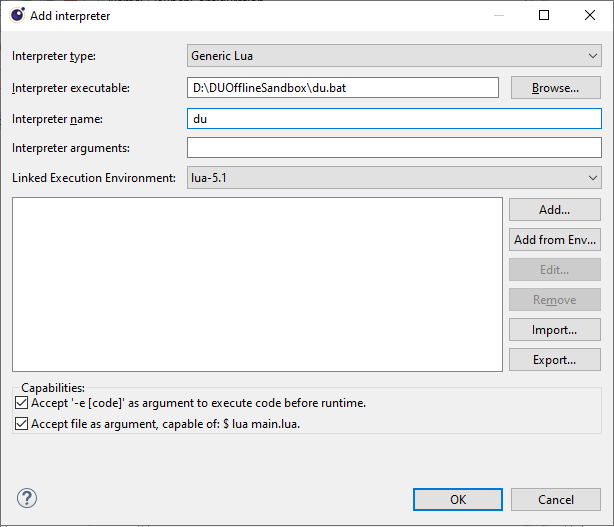 Add interpreter
Interpreter type: Generic Lua
Interpreter executable: D:\DUOfflineSandbox\du.bat Browse...
Interpreter name: du
Interpreter arguments:
Linked Execution Environment: lua-5.1
Add...
Add from Env...
Edit...
Remove
Import...
Export...
Capabilities:
Accept '-e [code]' as argument to execute code before runtime.
Accept file as argument, capable of: $ lua main.lua.
? OK Cancel